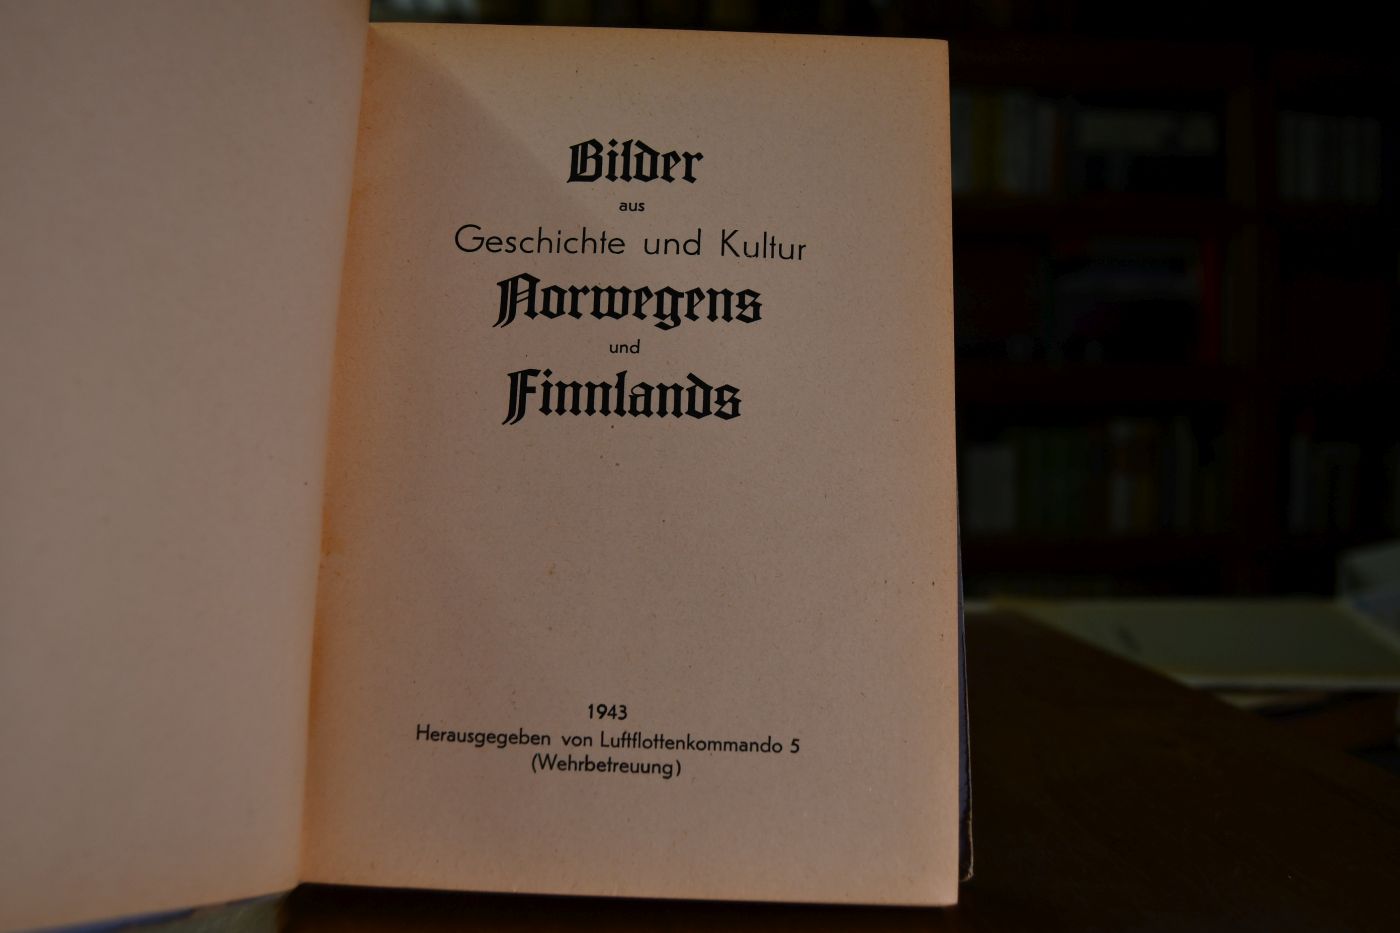 Bilder
aus
Geschichte und Kultur
Norwegens
und
Finnlands
1943
Herausgegeben von Luftflottenkommando 5
(Wehrbetreuung)